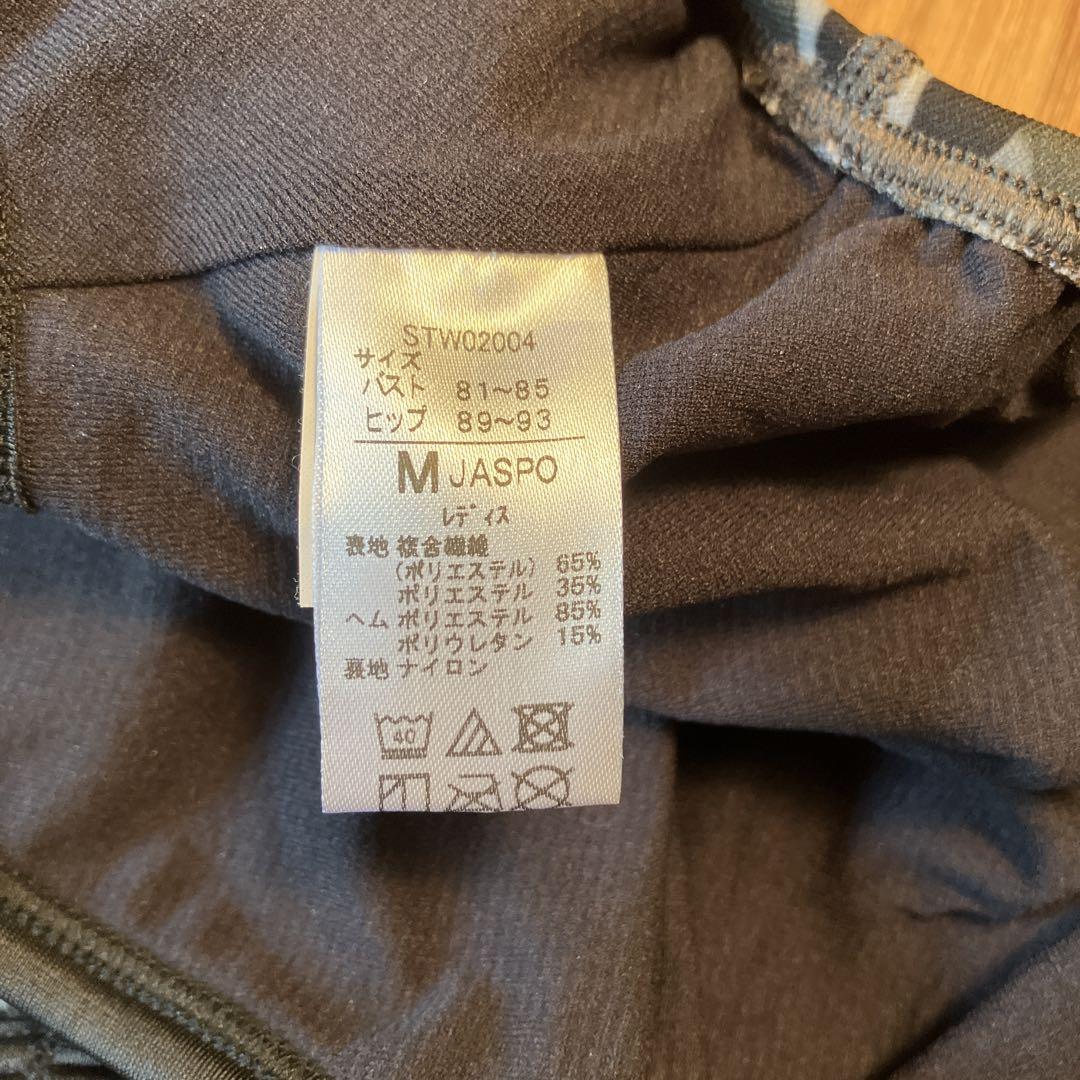 STW02004
サイズ
バスト 81~85
ヒップ 89~93
M JASPO
レディス
表地 複合繊維
(ポリエステル) 65%
ポリエステル 35%
ヘム ポリエステル 85%
ポリウレタン 15%
裏地 ナイロン
40